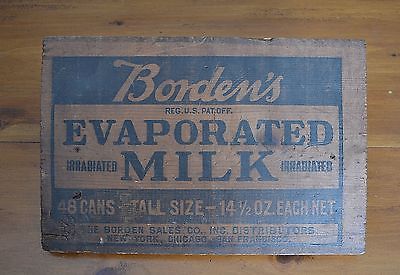 Borden's
REG. U.S. PAT. OFF.
EVAPORATED
IRRADIATED MILK IRRADIATED
48 CANS - TALL SIZE - 14 1/2 OZ. EACH NET
THE BORDEN SALES CO. INC. DISTRIBUTORS
NEW YORK, CHICAGO, SAN FRANCISCO.